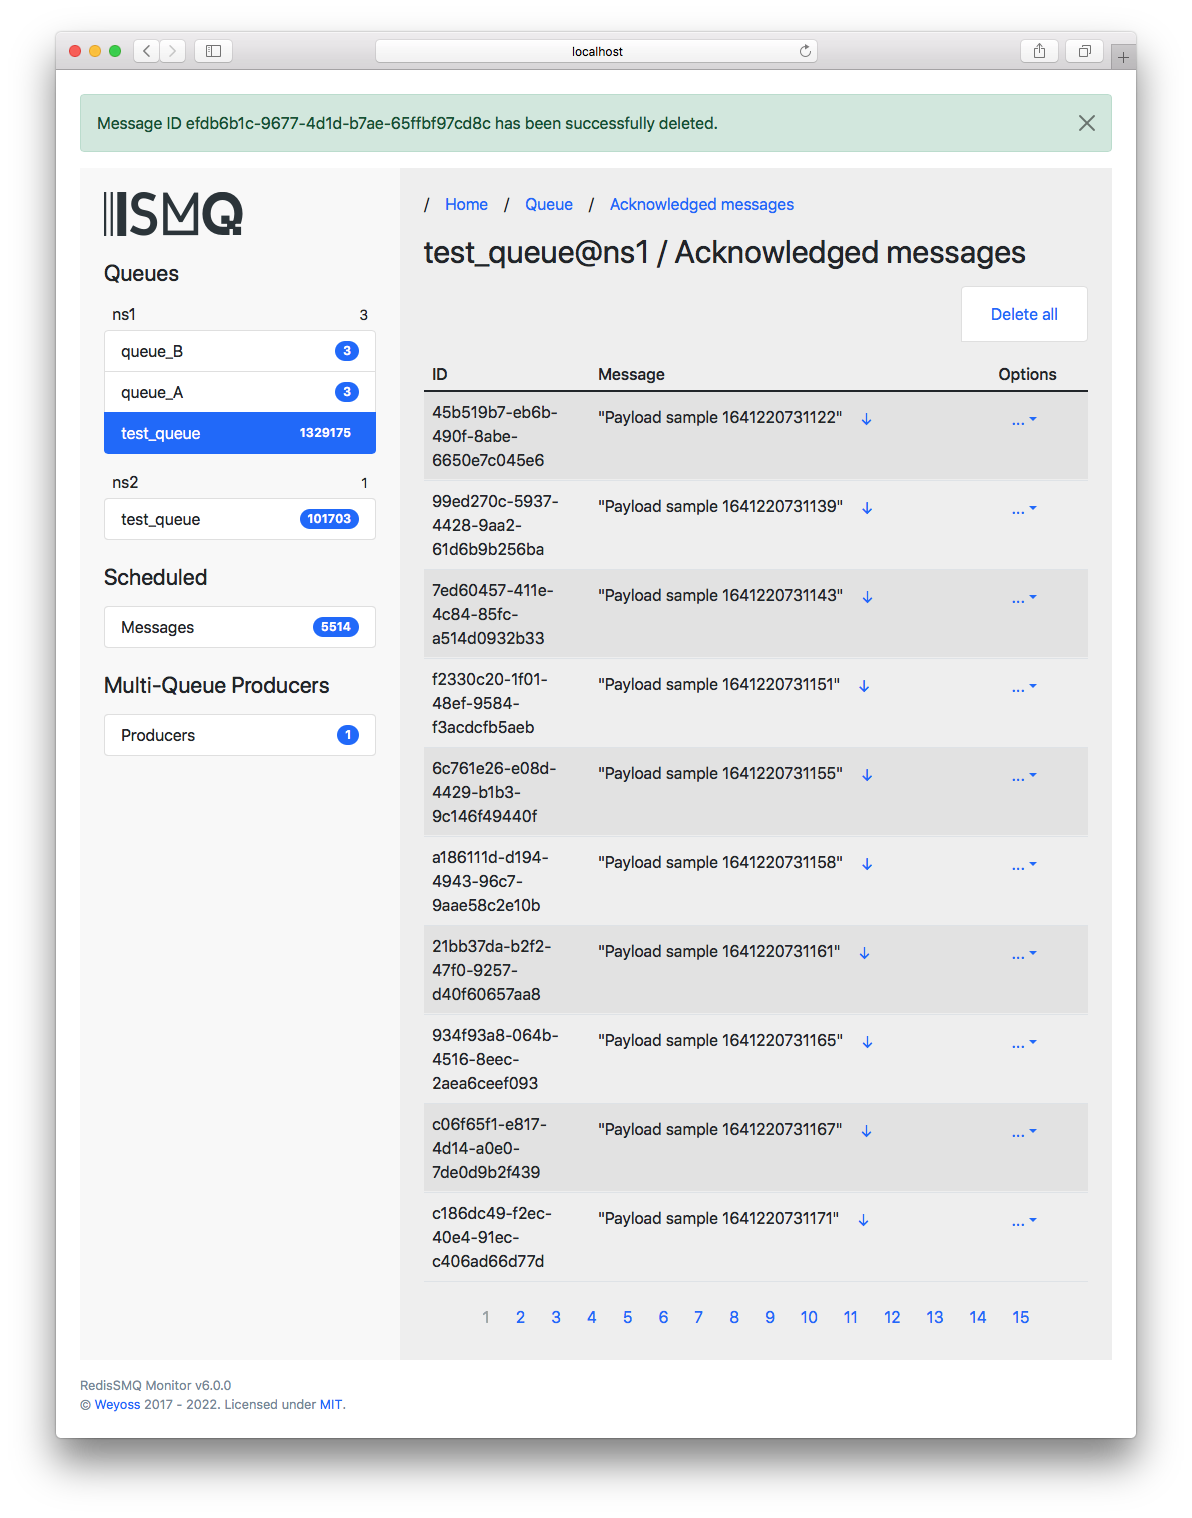 localhost
Message ID efdb6b1c-9677-4d1d-b7ae-65ffbf97cd8c has been successfully deleted.
SMQ
Queues
ns1 3
queue_B 3
queue_A 3
test_queue 1329175
ns2 1
test_queue 101703
Scheduled
Messages 5514
Multi-Queue Producers
Producers 1
/ Home / Queue / Acknowledged messages
test_queue@ns1 / Acknowledged messages
Delete all
ID Message Options
45b519b7-eb6b-
490f-8abe-
6650e7c045e6
"Payload sample 1641220731122" ↓ ...
99ed270c-5937-
4428-9aa2-
61d6b9b256ba
"Payload sample 1641220731139" ↓ ...
7ed60457-411e-
4c84-85fc-
a514d0932b33
"Payload sample 1641220731143" ↓ ...
f2330c20-1f01-
48ef-9584-
f3acdcfb5aeb
"Payload sample 1641220731151" ↓ ...
6c761e26-e08d-
4429-b1b3-
9c146f49440f
"Payload sample 1641220731155" ↓ ...
a186111d-d194-
4943-96c7-
9aae58c2e10b
"Payload sample 1641220731158" ↓ ...
21bb37da-b2f2-
47f0-9257-
d40f60657aa8
"Payload sample 1641220731161" ↓ ...
934f93a8-064b-
4516-8eec-
2aea6ceef093
"Payload sample 1641220731165" ↓ ...
c06f65f1-e817-
4d14-a0e0-
7de0d9b2f439
"Payload sample 1641220731167" ↓ ...
c186dc49-f2ec-
40e4-91ec-
c406ad66d77d
"Payload sample 1641220731171" ↓ ...
1 2 3 4 5 6 7 8 9 10 11 12 13 14 15
RedisSMQ Monitor v6.0.0
© Weyoss 2017 - 2022. Licensed under MIT.